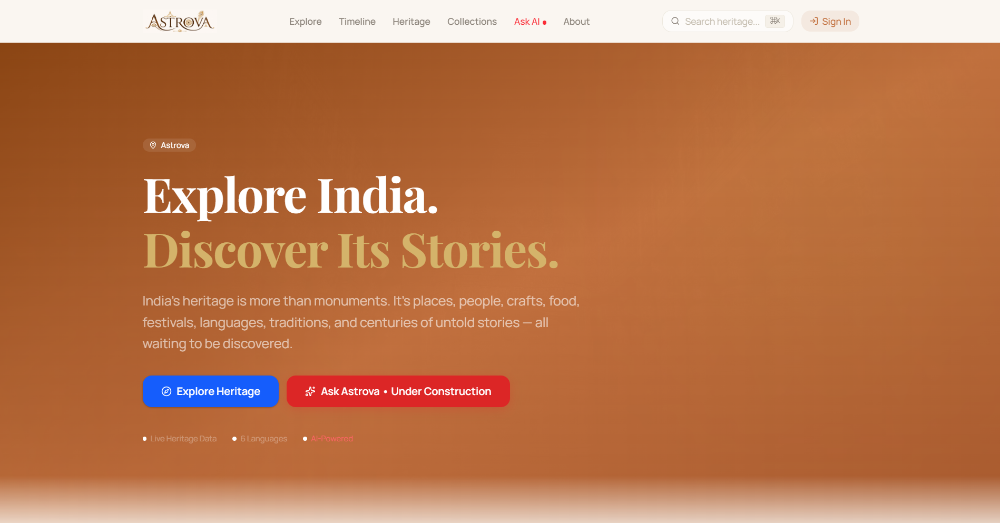 ASTROVA
Explore
Timeline
Heritage
Collections
Ask AI
About
Search heritage...
⌘K
Sign In
Astrova
Explore India.
Discover Its Stories.
India's heritage is more than monuments. It's places, people, crafts, food,
festivals, languages, traditions, and centuries of untold stories — all
waiting to be discovered.
Explore Heritage
Ask Astrova • Under Construction
Live Heritage Data
6 Languages
AI-Powered